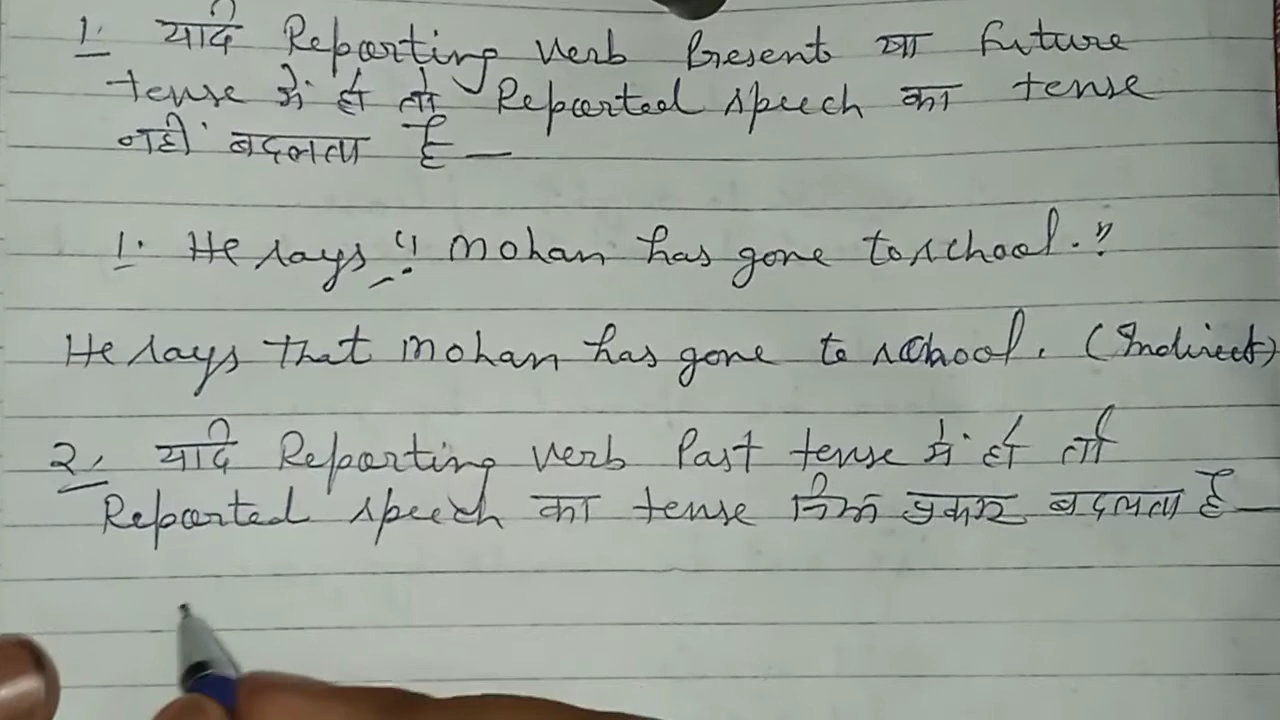 1. यदि Reporting verb Present या future
tense में हो तो Reported speech का tense
नहीं बदलता है —
1. He says, "Mohan has gone to school."
He says that Mohan has gone to school. (Indirect)
2. यदि Reporting verb Past tense में हो तो
Reported speech का tense निम्न प्रकार बदलता है —